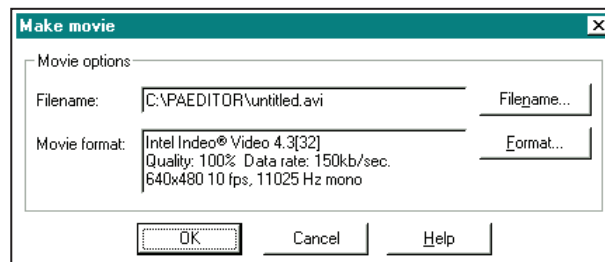 Make movie
Movie options
Filename: C:\PAEDITOR\untitled.avi Filename...
Movie format: Intel Indeo® Video 4.3[32] Format...
Quality: 100% Data rate: 150kb/sec.
640x480 10 fps, 11025 Hz mono
OK Cancel Help